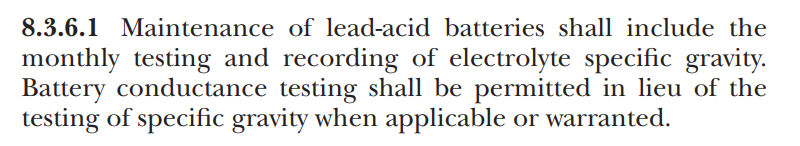 8.3.6.1 Maintenance of lead-acid batteries shall include the
monthly testing and recording of electrolyte specific gravity.
Battery conductance testing shall be permitted in lieu of the
testing of specific gravity when applicable or warranted.